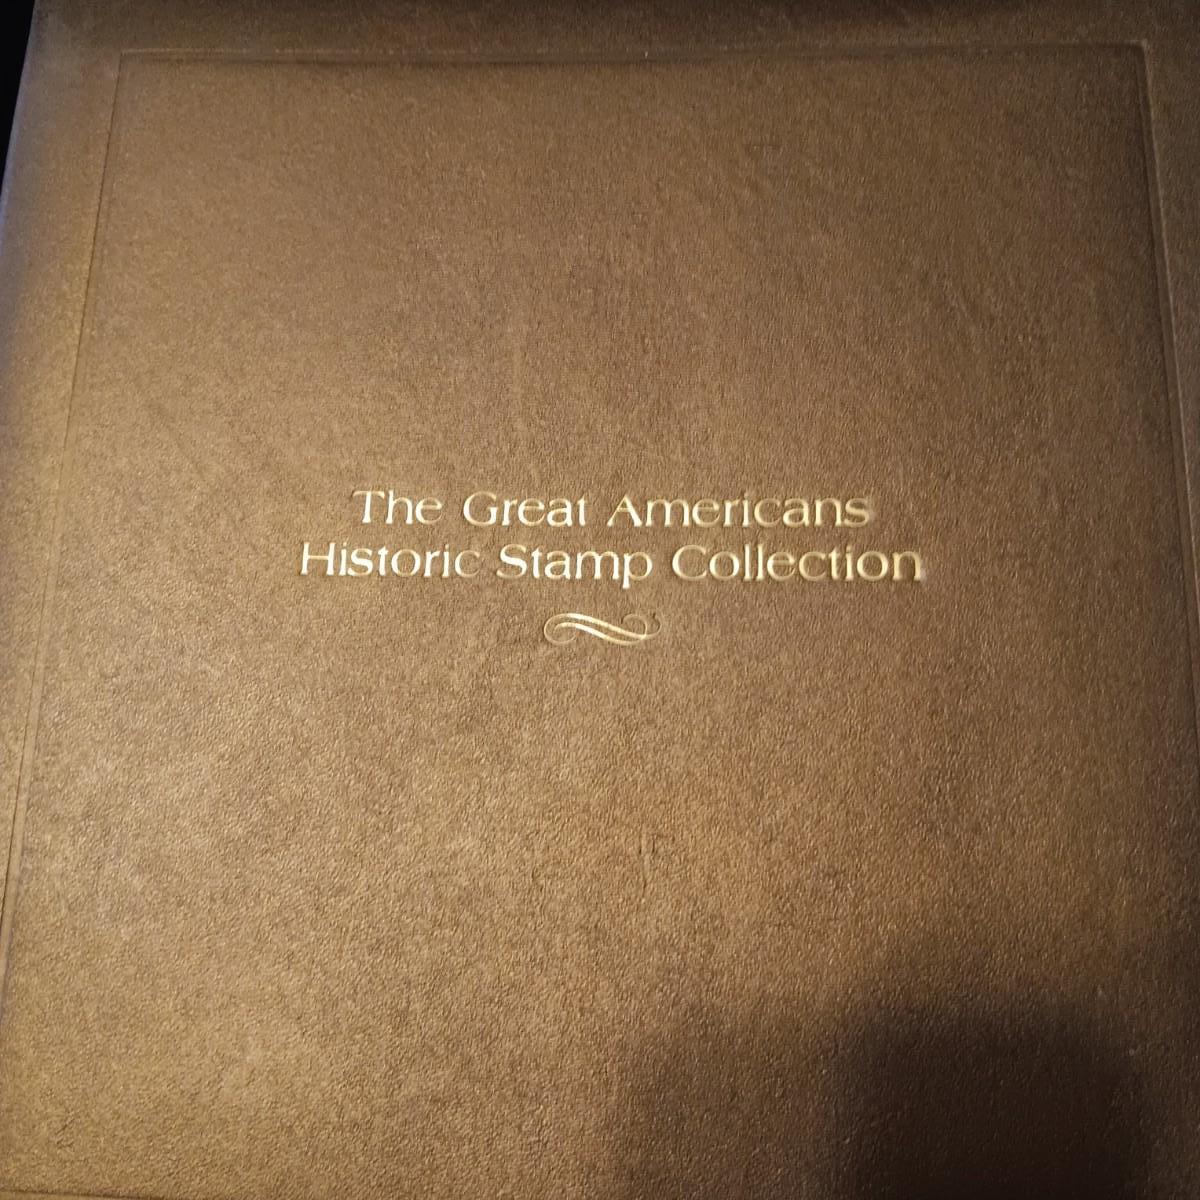 The Great Americans
Historic Stamp Collection